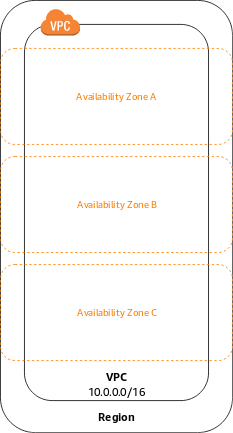 VPC
Availability Zone A
Availability Zone B
Availability Zone C
VPC
10.0.0.0/16
Region